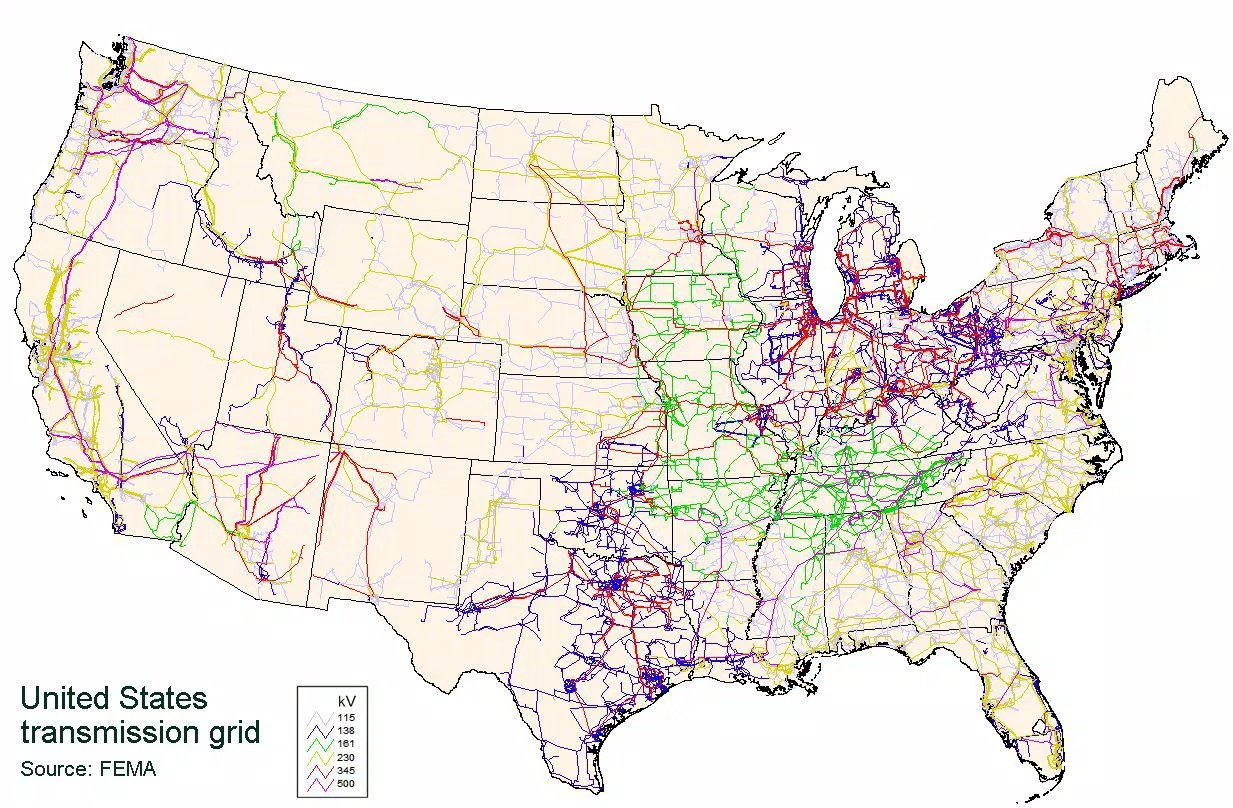 United States
transmission grid
Source: FEMA
kV
115
138
161
230
345
500